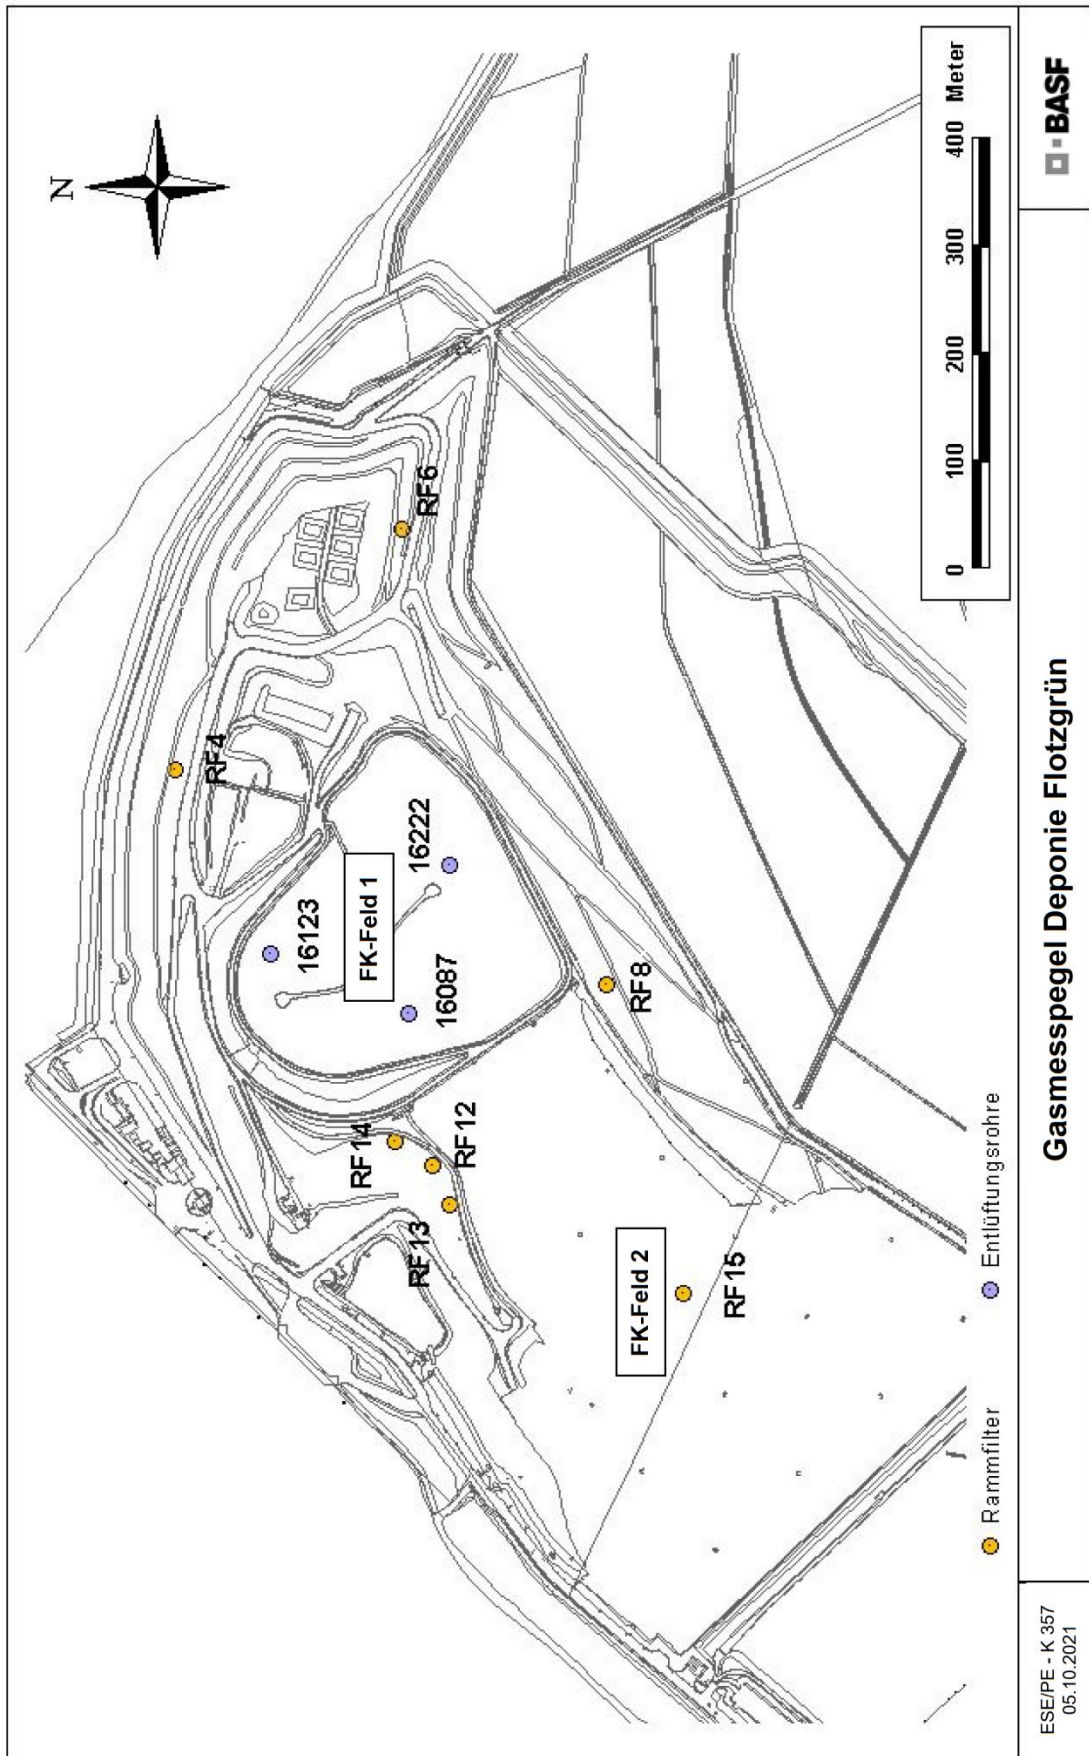 N
RF4
RF6
16123
16222
FK-Feld 1
16087
RF14
RF12
RF13
RF8
FK-Feld 2
RF15
Rammfilter
Entlüftungsrohre
0 100 200 300 400 Meter
ESE/PE - K 357
05.10.2021
Gasmesspegel Deponie Flotzgrün
BASF